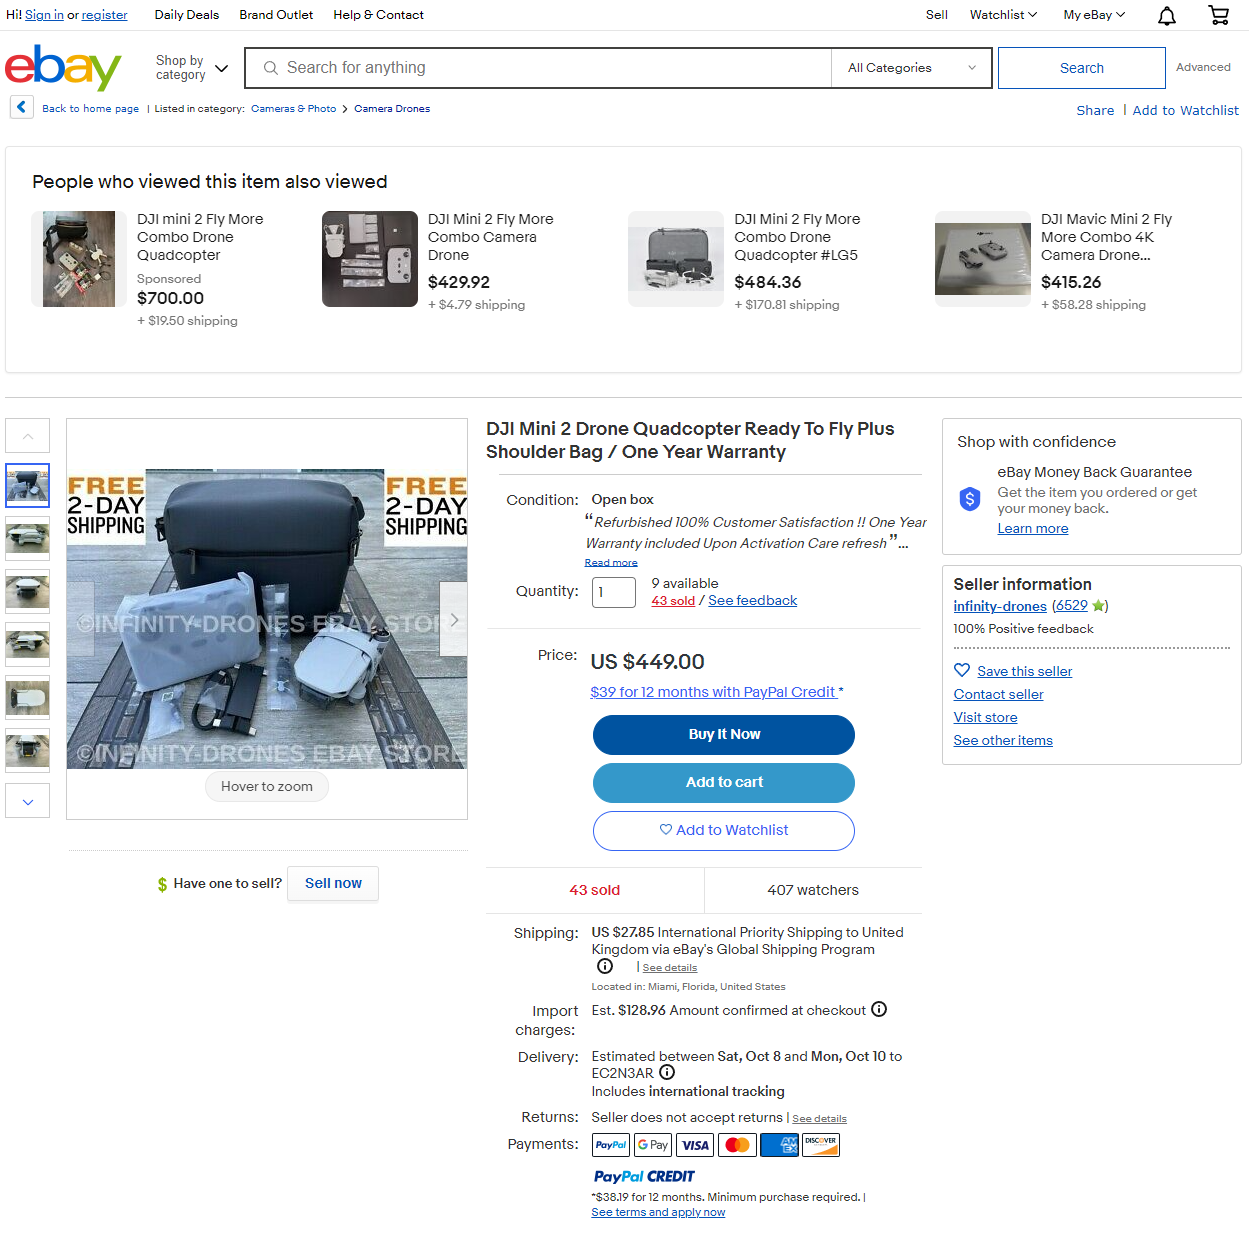 Hi! Sign in or register Daily Deals Brand Outlet Help & Contact Sell Watchlist My eBay
ebay Shop by category Search for anything All Categories Search Advanced
Back to home page | Listed in category: Cameras & Photo > Camera Drones Share | Add to Watchlist
People who viewed this item also viewed
DJI mini 2 Fly More
Combo Drone
Quadcopter
Sponsored
$700.00
+ $19.50 shipping
DJI Mini 2 Fly More
Combo Camera
Drone
$429.92
+ $4.79 shipping
DJI Mini 2 Fly More
Combo Drone
Quadcopter #LG5
$484.36
+ $170.81 shipping
DJI Mavic Mini 2 Fly
More Combo 4K
Camera Drone...
$415.26
+ $58.28 shipping
FREE
2-DAY
SHIPPING
FREE
2-DAY
SHIPPING
©INFINITY-DRONES EBAY STORE
©INFINITY-DRONES EBAY STORE
Hover to zoom
$ Have one to sell? Sell now
DJI Mini 2 Drone Quadcopter Ready To Fly Plus
Shoulder Bag / One Year Warranty
Condition: Open box
“Refurbished 100% Customer Satisfaction !! One Year
Warranty included Upon Activation Care refresh ”...
Read more
Quantity: 1 9 available
43 sold / See feedback
Price: US $449.00
$39 for 12 months with PayPal Credit *
Buy It Now
Add to cart
Add to Watchlist
43 sold 407 watchers
Shipping: US $27.85 International Priority Shipping to United
Kingdom via eBay's Global Shipping Program
| See details
Located in: Miami, Florida, United States
Import charges: Est. $128.96 Amount confirmed at checkout
Delivery: Estimated between Sat, Oct 8 and Mon, Oct 10 to
EC2N3AR
Includes international tracking
Returns: Seller does not accept returns | See details
Payments: PayPal G Pay VISA AMEX DISCOVER
PayPal CREDIT
*$38.19 for 12 months. Minimum purchase required. |
See terms and apply now
Shop with confidence
eBay Money Back Guarantee
Get the item you ordered or get
your money back.
Learn more
Seller information
infinity-drones (6529)
100% Positive feedback
Save this seller
Contact seller
Visit store
See other items